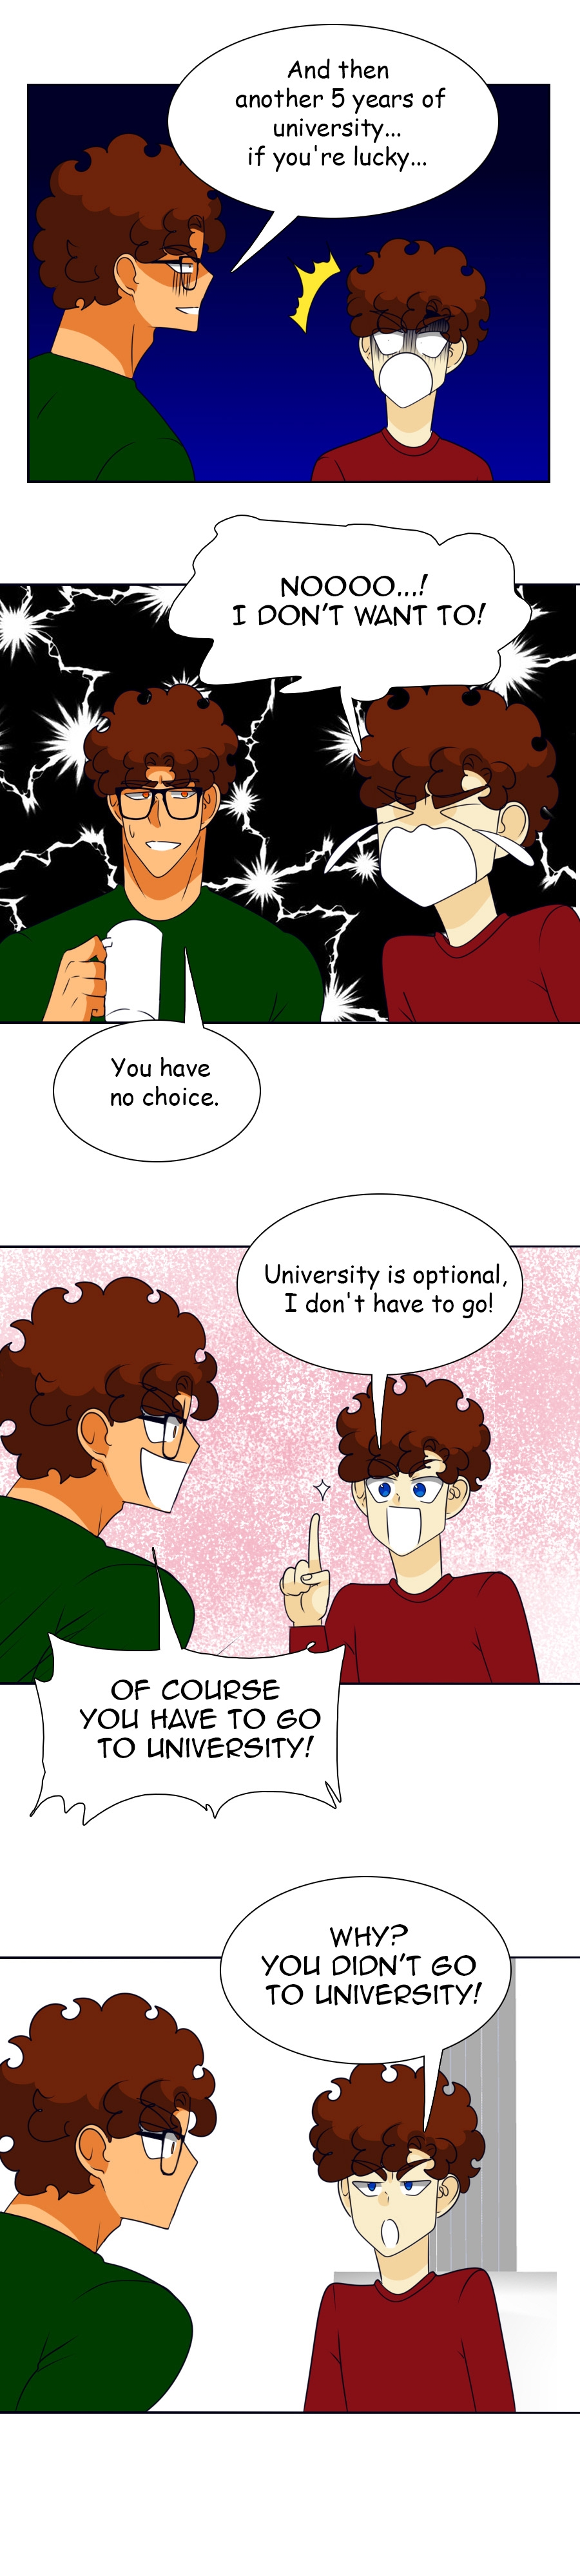 And then
another 5 years of
university...
if you're lucky...
NOOOO...!
I DON'T WANT TO!
You have
no choice.
University is optional,
I don't have to go!
OF COURSE
YOU HAVE TO GO
TO UNIVERSITY!
WHY?
YOU DIDN'T GO
TO UNIVERSITY!